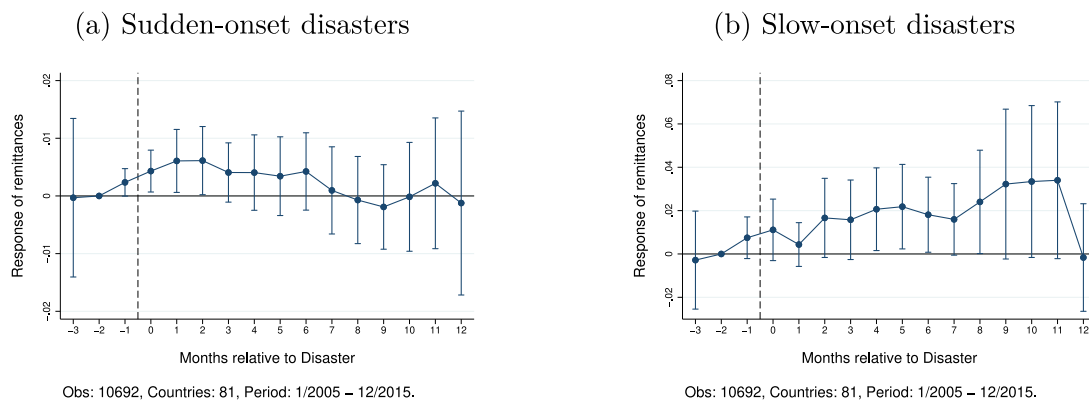 (a) Sudden-onset disasters
Response of remittances
.02
.01
0
-.01
-.02
-3 -2 -1 0 1 2 3 4 5 6 7 8 9 10 11 12
Months relative to Disaster
Obs: 10692, Countries: 81, Period: 1/2005 – 12/2015.
(b) Slow-onset disasters
Response of remittances
.08
.06
.04
.02
0
-.02
-3 -2 -1 0 1 2 3 4 5 6 7 8 9 10 11 12
Months relative to Disaster
Obs: 10692, Countries: 81, Period: 1/2005 – 12/2015.